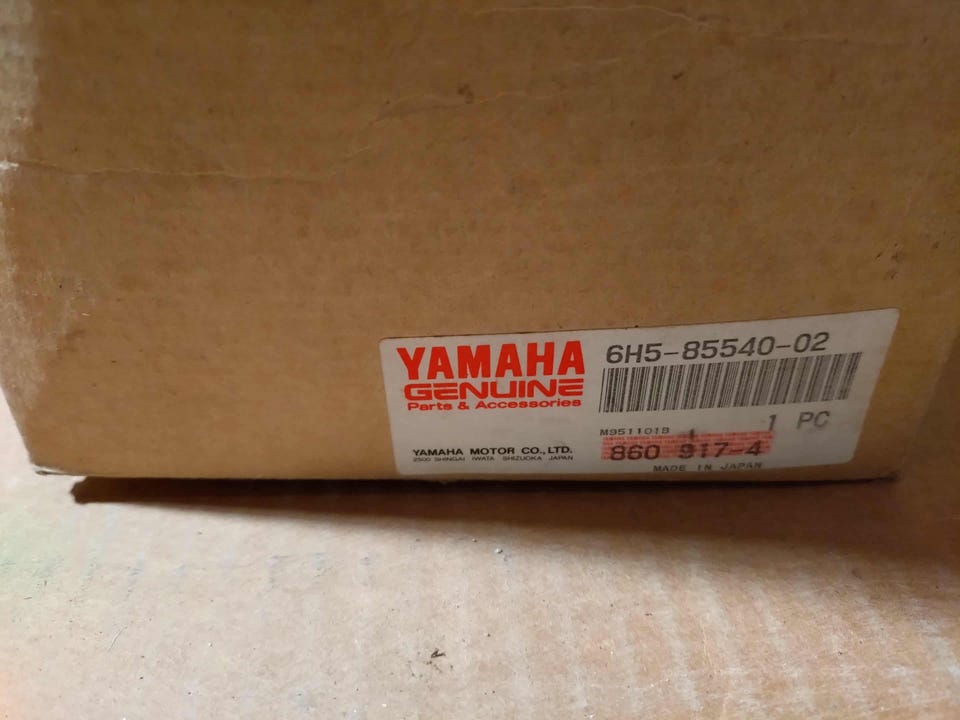 YAMAHA
GENUINE
Parts & Accessories
YAMAHA MOTOR CO., LTD.
2500 SHINGAI IWATA SHIZUOKA JAPAN
6H5-85540-02
M951101B
1 PC
860 917-4
MADE IN JAPAN